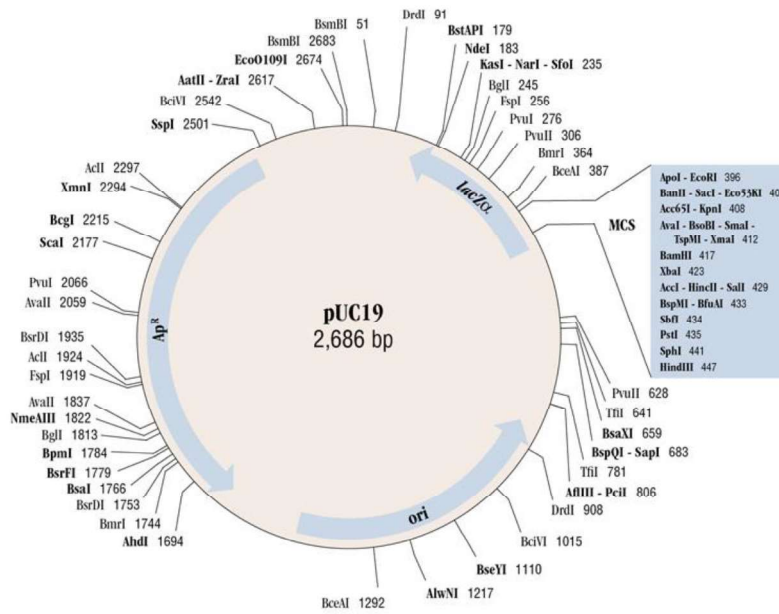 BsmBI 51
DrdI 91
BstAPI 179
NdeI 183
KasI - NarI - SfoI 235
BglI 245
FspI 256
PvuI 276
PvuII 306
BmrI 364
BceAI 387
MCS
ApoI - EcoRI 396
BanII - SacI - Eco53KI 40
Acc65I - KpnI 408
AvaI - BsoBI - SmaI -
TspMI - XmaI 412
BamHI 417
XbaI 423
AccI - HincII - SalI 429
BspMI - BfuAI 433
SbfI 434
PstI 435
SphI 441
HindIII 447
PvuII 628
TfiI 641
BsaXI 659
BspQI - SapI 683
TfiI 781
AflIII - PciI 806
DrdI 908
BciVI 1015
BseYI 1110
AlwNI 1217
BceAI 1292
AhdI 1694
BmrI 1744
BsrDI 1753
BsaI 1766
BsrFI 1779
BpmI 1784
BglI 1813
NmeAIII 1822
AvaII 1837
FspI 1919
AclI 1924
BsrDI 1935
AvaII 2059
PvuI 2066
ScaI 2177
BcgI 2215
XmnI 2294
AclI 2297
SspI 2501
BciVI 2542
AatII - ZraI 2617
EcoO109I 2674
BsmBI 2683
lacZα
ApR
ori
pUC19
2,686 bp